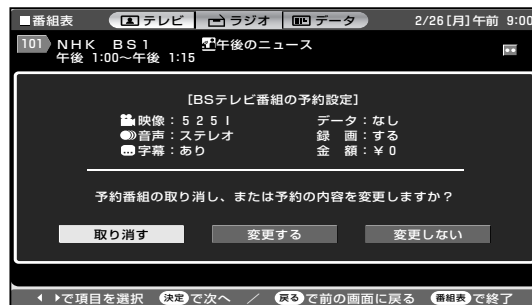 ■番組表 テレビ ラジオ データ 2/26[月]午前 9:00
101 NHK BS1 午後のニュース
午後 1:00〜午後 1:15
[BSテレビ番組の予約設定]
映像:525I データ:なし
音声:ステレオ 録 画:する
字幕:あり 金 額:¥0
予約番組の取り消し、または予約の内容を変更しますか?
取り消す 変更する 変更しない
で項目を選択 決定で次へ / 戻るで前の画面に戻る 番組表で終了